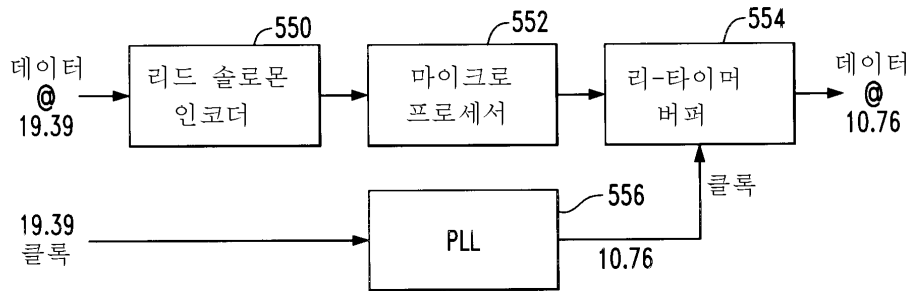 550
552
554
데이터
@
19.39
리드 솔로몬
인코더
마이크로
프로세서
리-타이머
버퍼
데이터
@
10.76
클록
556
19.39
클록
PLL
10.76